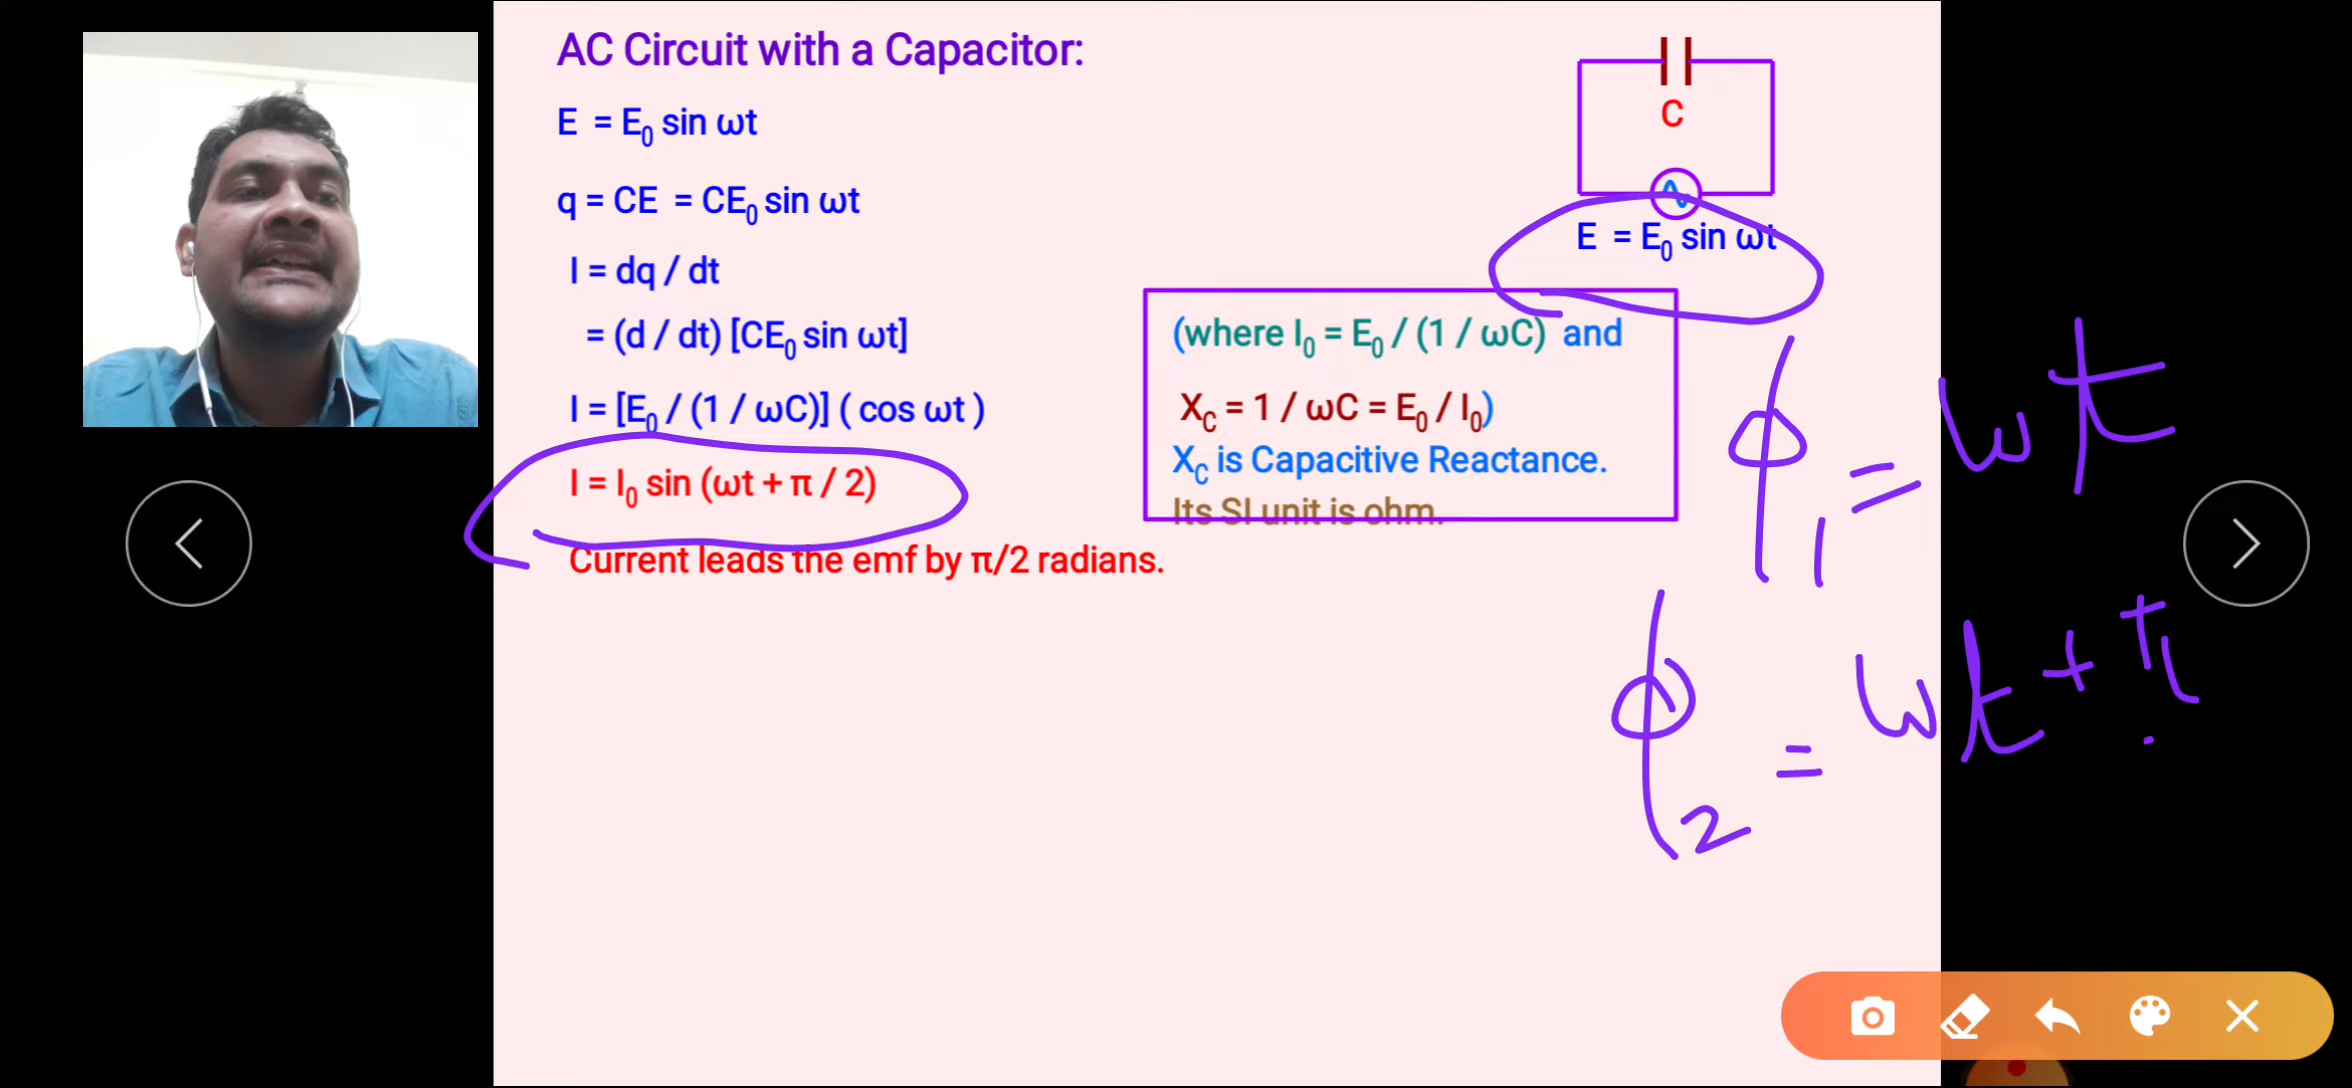 AC Circuit with a Capacitor:
E = E₀ sin ωt
q = CE = CE₀ sin ωt
I = dq / dt
= (d / dt) [CE₀ sin ωt]
I = [E₀ / (1 / ωC)] ( cos ωt )
I = I₀ sin (ωt + π / 2)
Current leads the emf by π/2 radians.
C
E = E₀ sin ωt
(where I₀ = E₀ / (1 / ωC) and
X_C = 1 / ωC = E₀ / I₀)
X_C is Capacitive Reactance.
Its SI unit is ohm.
ϕ₁ = ωt
ϕ₂ = ωt + π